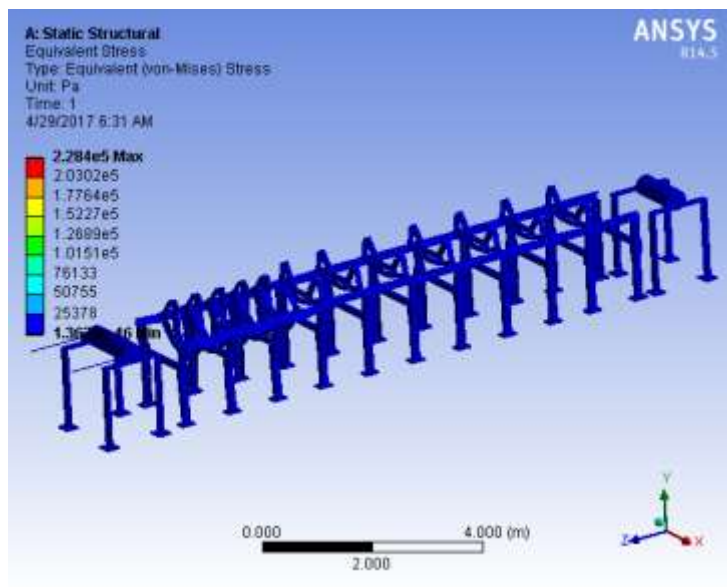 A: Static Structural
Equivalent Stress
Type: Equivalent (von-Mises) Stress
Unit: Pa
Time: 1
4/29/2017 6:31 AM
ANSYS
R14.5
2.284e5 Max
2.0302e5
1.7764e5
1.5227e5
1.2689e5
1.0151e5
76133
50755
25378
Min
0.000
4.000 (m)
2.000
Y
Z
X